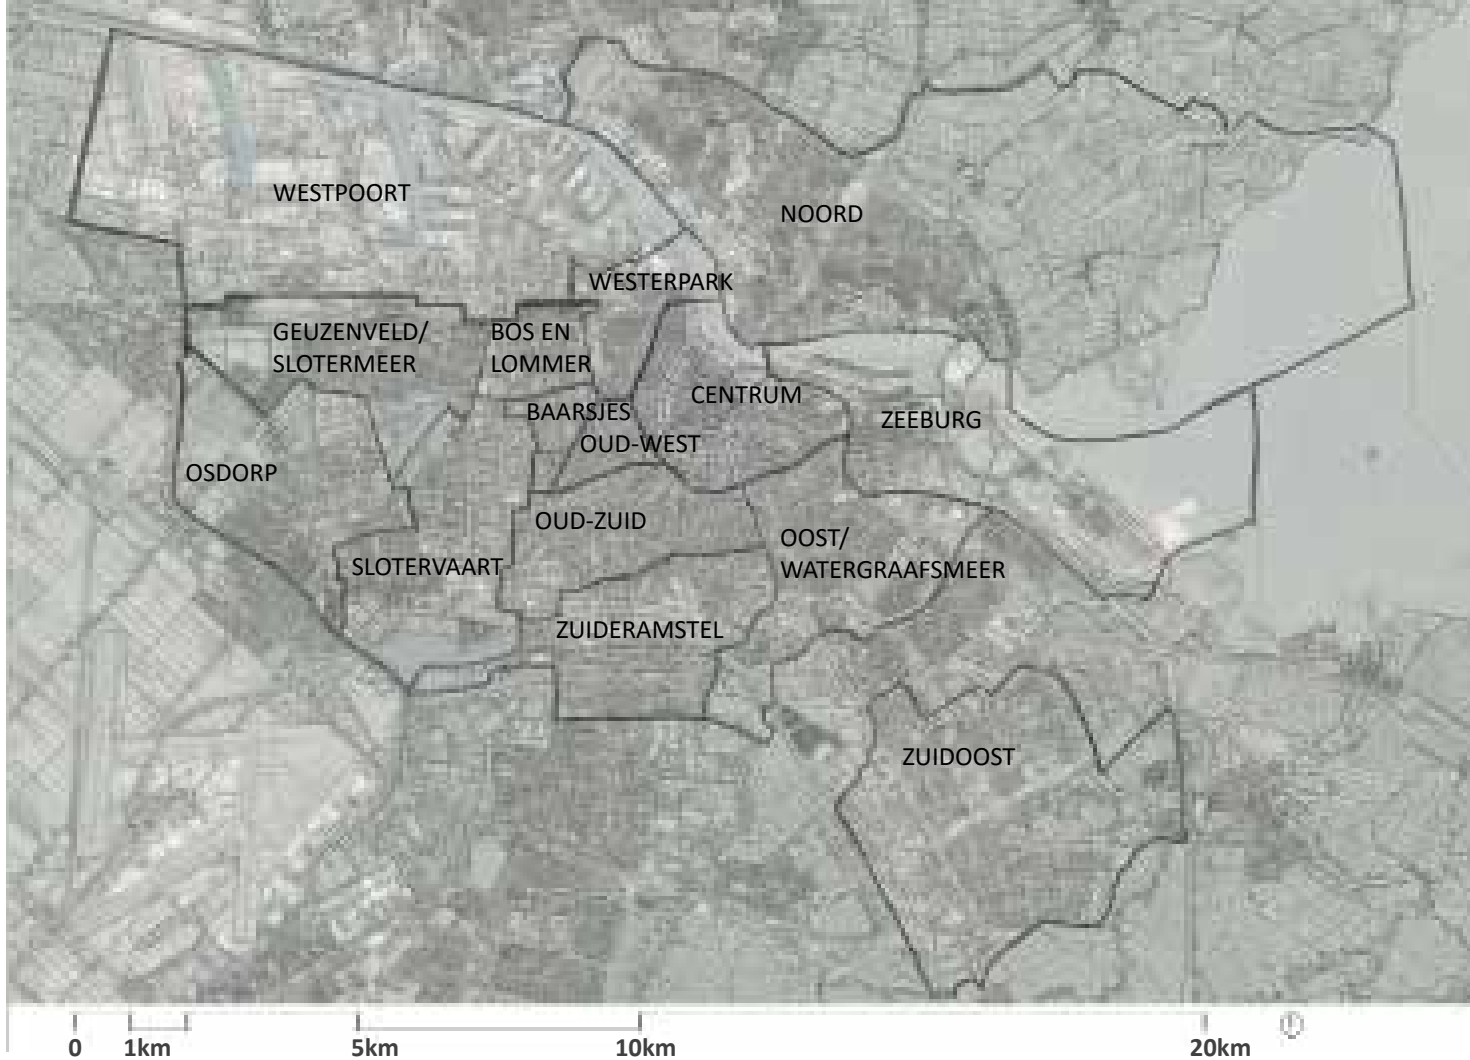 WESTPOORT
NOORD
WESTERPARK
GEUZENVELD/
SLOTERMEER
BOS EN
LOMMER
CENTRUM
BAARSJES
ZEEBURG
OUD-WEST
OSDORP
OUD-ZUID
OOST/
WATERGRAAFSMEER
SLOTERVAART
ZUIDERAMSTEL
ZUIDOOST
0 1km 5km 10km 20km